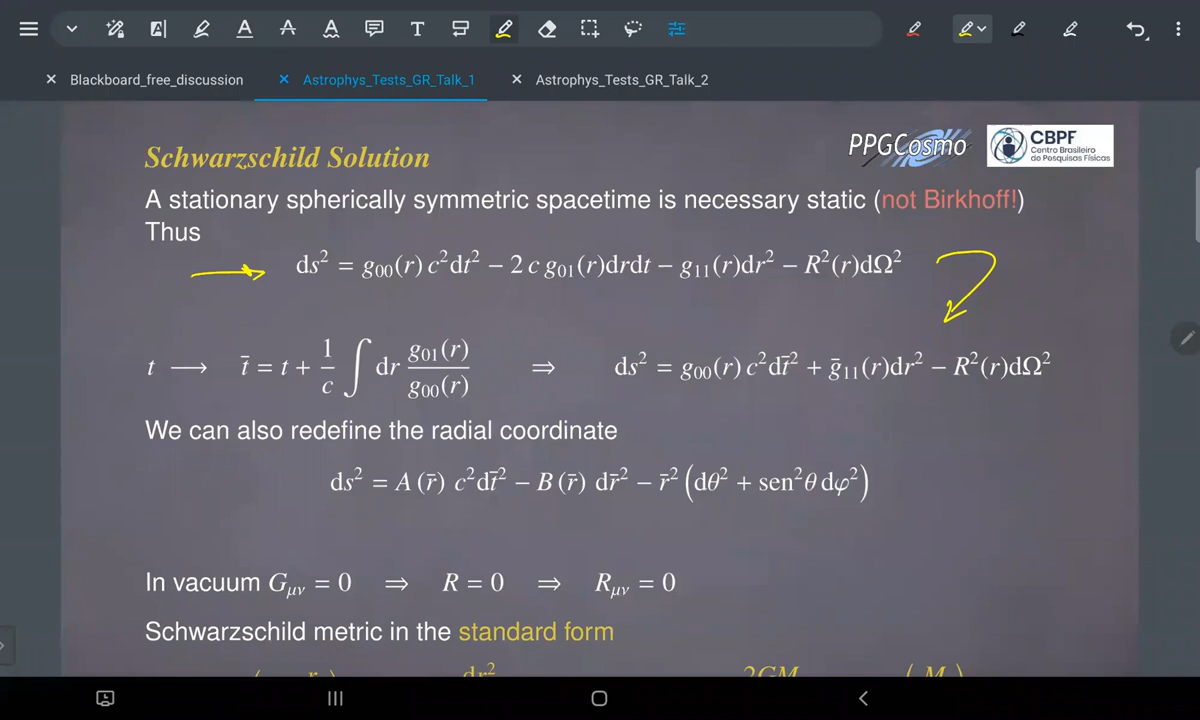 Blackboard_free_discussion
Astrophys_Tests_GR_Talk_1
Astrophys_Tests_GR_Talk_2
PPGCosmo
CBPF
Centro Brasileiro
de Pesquisas Físicas
Schwarzschild Solution
A stationary spherically symmetric spacetime is necessary static (not Birkhoff!)
Thus
ds² = g₀₀(r) c²dt² − 2 c g₀₁(r)drdt − g₁₁(r)dr² − R²(r)dΩ²
t ⟶ t̄ = t + 1/c ∫ dr g₀₁(r)/g₀₀(r) ⇒ ds² = g₀₀(r) c²dt̄² + ḡ₁₁(r)dr² − R²(r)dΩ²
We can also redefine the radial coordinate
ds² = A (r̄) c²dt̄² − B (r̄) dr̄² − r̄² (dθ² + sen²θ dφ²)
In vacuum Gμν = 0 ⇒ R = 0 ⇒ Rμν = 0
Schwarzschild metric in the standard form